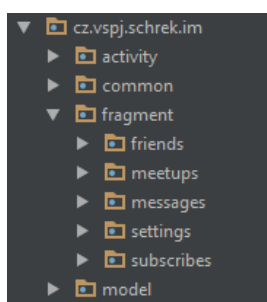 cz.vspj.schrek.im
activity
common
fragment
friends
meetups
messages
settings
subscribes
model